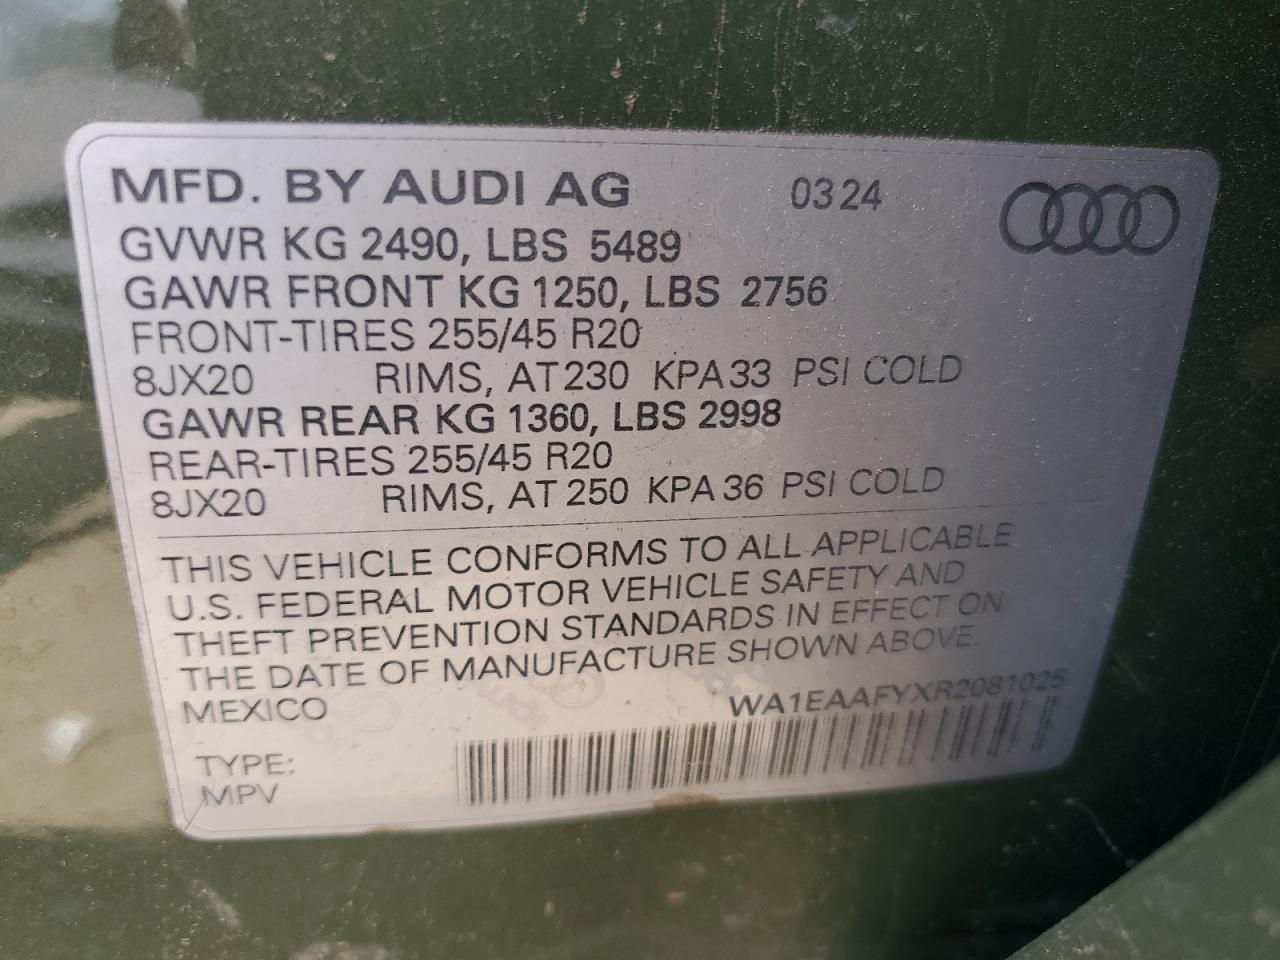 MFD. BY AUDI AG 0324
GVWR KG 2490, LBS 5489
GAWR FRONT KG 1250, LBS 2756
FRONT-TIRES 255/45 R20
8JX20 RIMS, AT 230 KPA 33 PSI COLD
GAWR REAR KG 1360, LBS 2998
REAR-TIRES 255/45 R20
8JX20 RIMS, AT 250 KPA 36 PSI COLD
THIS VEHICLE CONFORMS TO ALL APPLICABLE
U.S. FEDERAL MOTOR VEHICLE SAFETY AND
THEFT PREVENTION STANDARDS IN EFFECT ON
THE DATE OF MANUFACTURE SHOWN ABOVE.
MEXICO WA1EAAFYXR2081025
TYPE:
MPV